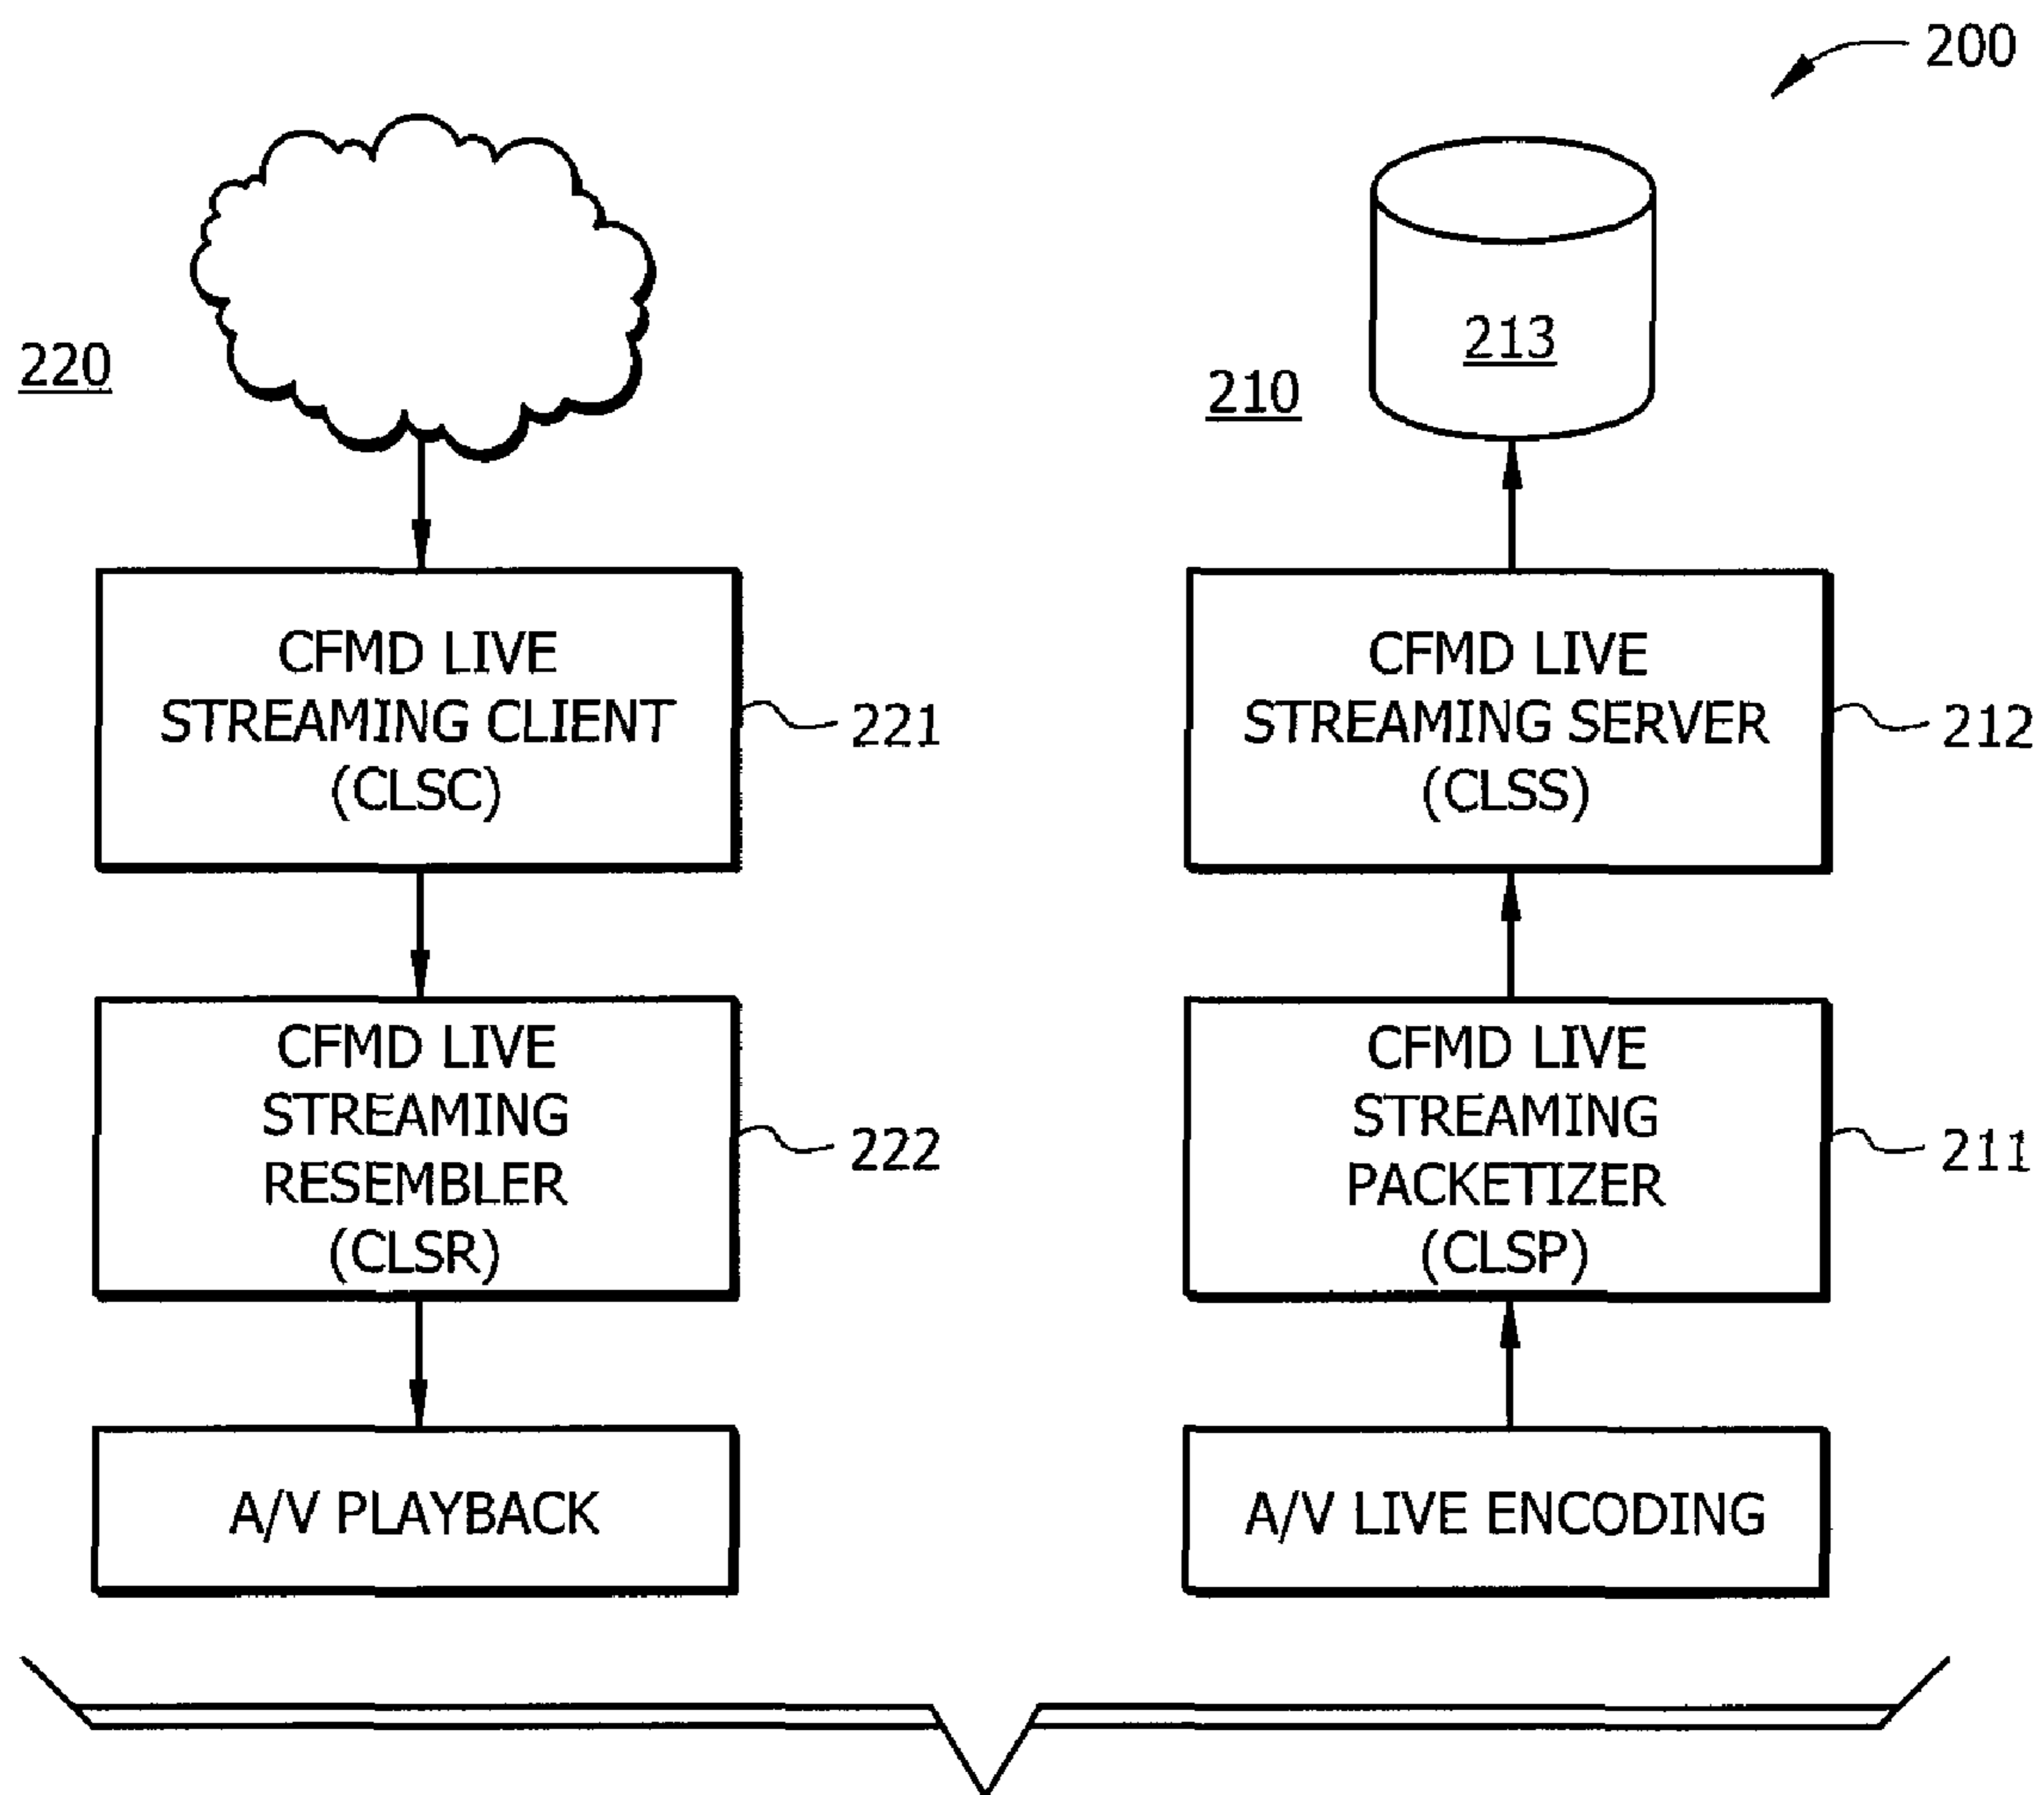 200
220
213
210
CFMD LIVE
STREAMING CLIENT
(CLSC)
221
CFMD LIVE
STREAMING SERVER
(CLSS)
212
CFMD LIVE
STREAMING
RESEMBLER
(CLSR)
222
CFMD LIVE
STREAMING
PACKETIZER
(CLSP)
211
A/V PLAYBACK
A/V LIVE ENCODING